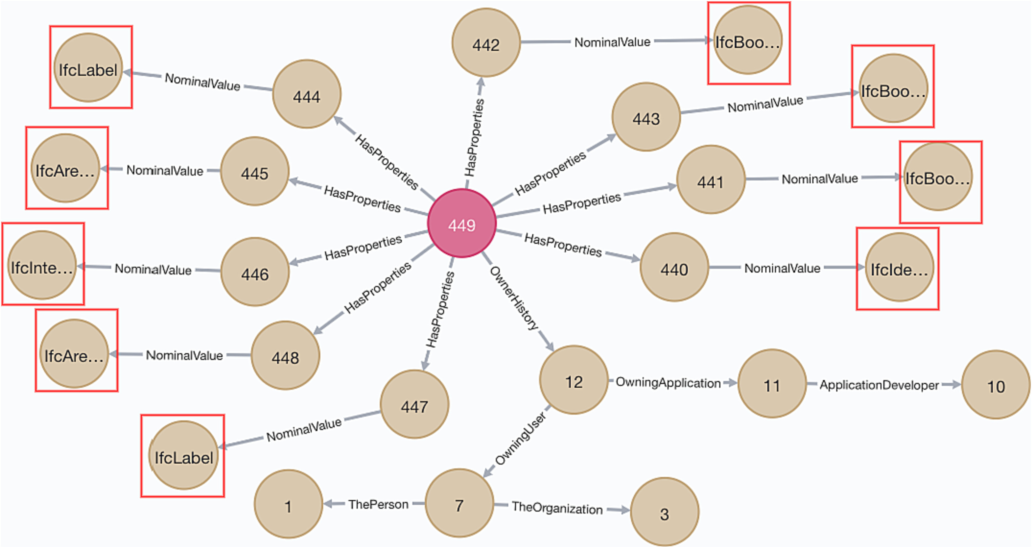 442
NominalValue
IfcBoo...
IfcLabel
NominalValue
444
HasProperties
HasProperties
443
NominalValue
IfcBoo...
IfcAre...
NominalValue
445
HasProperties
HasProperties
441
NominalValue
IfcBoo...
HasProperties
449
HasProperties
IfcInte...
NominalValue
446
HasProperties
HasProperties
440
NominalValue
IfcIde...
HasProperties
HasProperties
OwnerHistory
IfcAre...
NominalValue
448
12
OwningApplication
11
ApplicationDeveloper
10
447
NominalValue
IfcLabel
OwningUser
1
ThePerson
7
TheOrganization
3